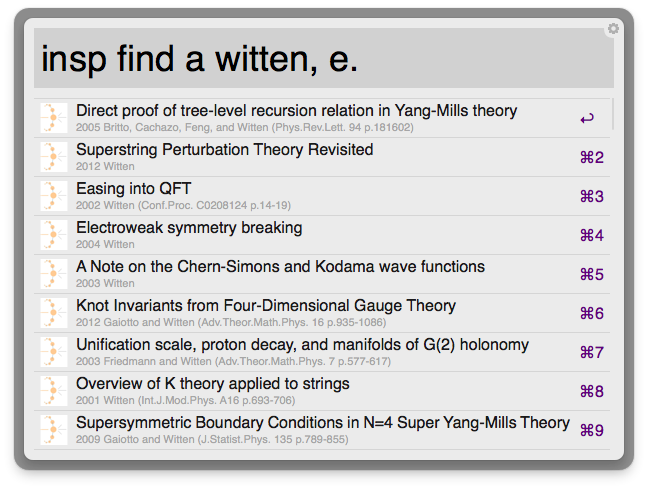 insp find a witten, e.
Direct proof of tree-level recursion relation in Yang-Mills theory
2005 Britto, Cachazo, Feng, and Witten (Phys.Rev.Lett. 94 p.181602)
↩
Superstring Perturbation Theory Revisited
2012 Witten
⌘2
Easing into QFT
2002 Witten (Conf.Proc. C0208124 p.14-19)
⌘3
Electroweak symmetry breaking
2004 Witten
⌘4
A Note on the Chern-Simons and Kodama wave functions
2003 Witten
⌘5
Knot Invariants from Four-Dimensional Gauge Theory
2012 Gaiotto and Witten (Adv.Theor.Math.Phys. 16 p.935-1086)
⌘6
Unification scale, proton decay, and manifolds of G(2) holonomy
2003 Friedmann and Witten (Adv.Theor.Math.Phys. 7 p.577-617)
⌘7
Overview of K theory applied to strings
2001 Witten (Int.J.Mod.Phys. A16 p.693-706)
⌘8
Supersymmetric Boundary Conditions in N=4 Super Yang-Mills Theory
2009 Gaiotto and Witten (J.Statist.Phys. 135 p.789-855)
⌘9